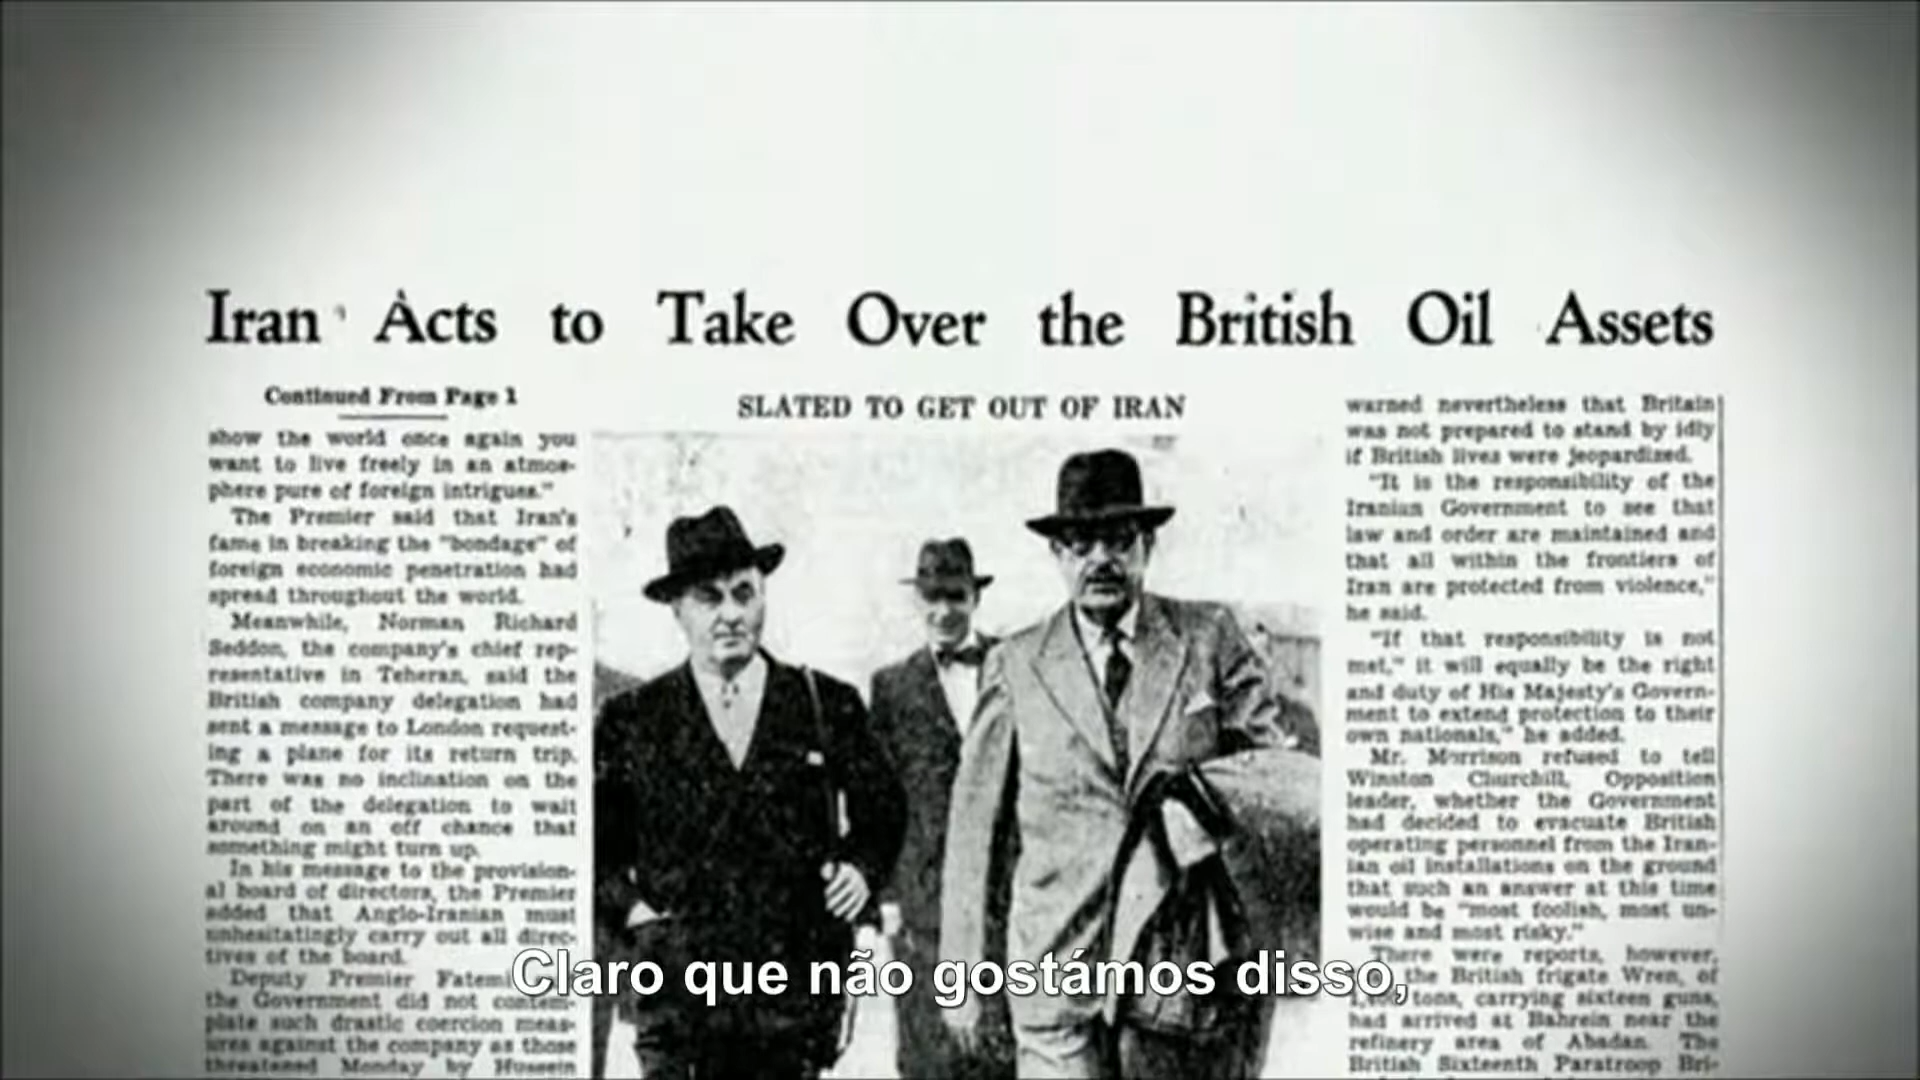 Iran Acts to Take Over the British Oil Assets
Continued From Page 1
show the world once again you
want to live freely in an atmos-
phere pure of foreign intrigues."
The Premier said that Iran's
fame in breaking the "bondage" of
foreign economic penetration had
spread throughout the world.
Meanwhile, Norman Richard
Seddon, the company's chief rep-
resentative in Teheran, said the
British company delegation had
sent a message to London request-
ing a plane for its return trip.
There was no inclination on the
part of the delegation to wait
around on an off chance that
something might turn up.
In his message to the provision-
al board of directors, the Premier
added that Anglo-Iranian must
unhesitatingly carry out all direc-
tives of the board.
Deputy Premier Fatemi
the Government did not contem-
plate such drastic coercion meas-
ures against the company as those
threatened Monday by Hussein
SLATED TO GET OUT OF IRAN
warned nevertheless that Britain
was not prepared to stand by idly
if British lives were jeopardized.
"It is the responsibility of the
Iranian Government to see that
law and order are maintained and
that all within the frontiers of
Iran are protected from violence,"
he said.
"If that responsibility is not
met," it will equally be the right
and duty of His Majesty's Govern-
ment to extend protection to their
own nationals," he added.
Mr. Morrison refused to tell
Winston Churchill, Opposition
leader, whether the Government
had decided to evacuate British
operating personnel from the Iran-
ian oil installations on the ground
that such an answer at this time
would be "most foolish, most un-
wise and most risky."
There were reports, however,
the British frigate Wren, of
tons, carrying sixteen guns,
had arrived at Bahrein near the
refinery area of Abadan. The
British Sixteenth Paratroop Bri-
Claro que não gostámos disso,